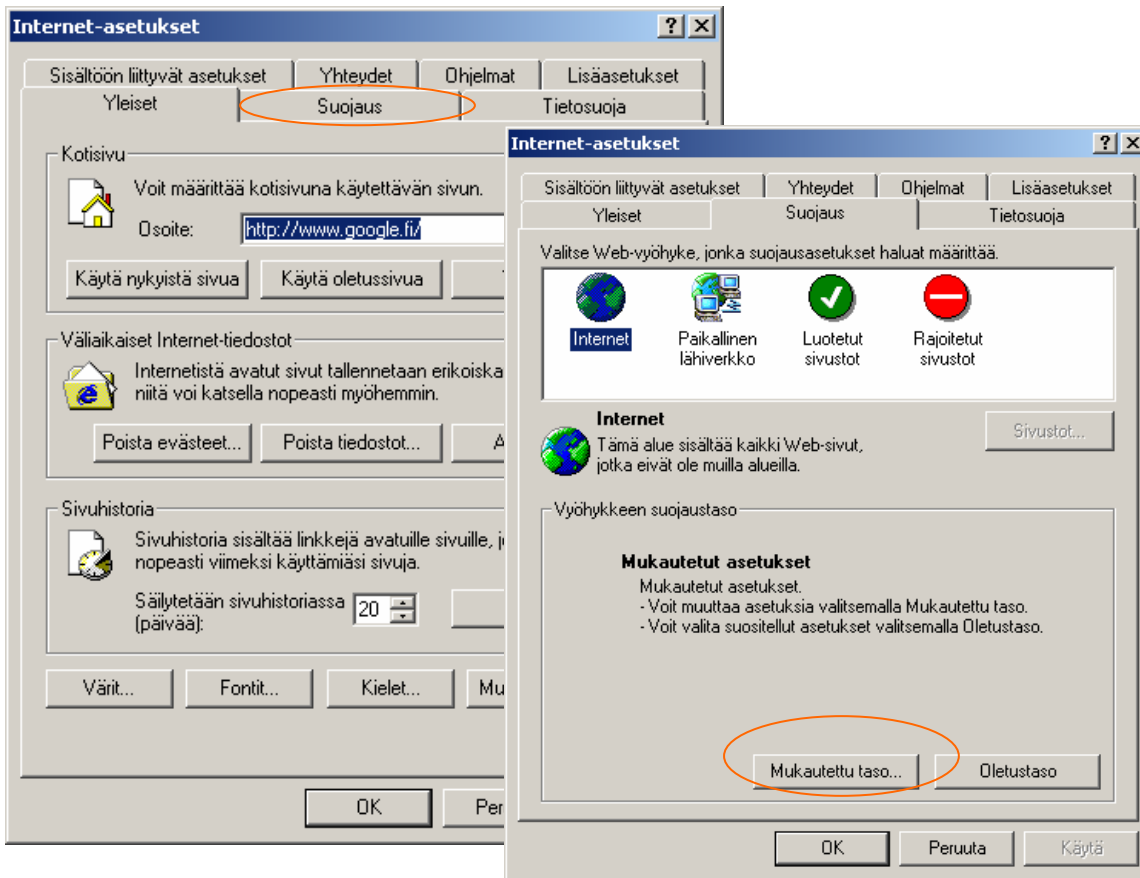 Internet-asetukset
Sisältöön liittyvät asetukset Yhteydet Ohjelmat Lisäasetukset
Yleiset Suojaus Tietosuoja
Kotisivu
Voit määrittää kotisivuna käytettävän sivun.
Osoite: http://www.google.fi/
Käytä nykyistä sivua Käytä oletussivua
Väliaikaiset Internet-tiedostot
Internetistä avatut sivut tallennetaan
niitä voi katsella nopeasti myöhemmin.
Poista evästeet... Poista tiedostot...
Sivuhistoria
Sivuhistoria sisältää linkkejä avatuille sivuille,
nopeasti viimeksi käyttämiäsi sivuja.
Säilytetään sivuhistoriassa 20
(päivää):
Värit... Fontit... Kielet...
OK
Internet-asetukset
Sisältöön liittyvät asetukset Yhteydet Ohjelmat Lisäasetukset
Yleiset Suojaus Tietosuoja
Valitse Web-vyöhyke, jonka suojausasetukset haluat määrittää.
Internet Paikallinen Luotetut Rajoitetut
lähiverkko sivustot sivustot
Internet
Sivustot...
Tämä alue sisältää kaikki Web-sivut,
jotka eivät ole muilla alueilla.
Vyöhykkeen suojaustaso
Mukautetut asetukset
Mukautetut asetukset.
- Voit muuttaa asetuksia valitsemalla Mukautettu taso.
- Voit valita suositellut asetukset valitsemalla Oletustaso.
Mukautettu taso... Oletustaso
OK Peruuta Käytä